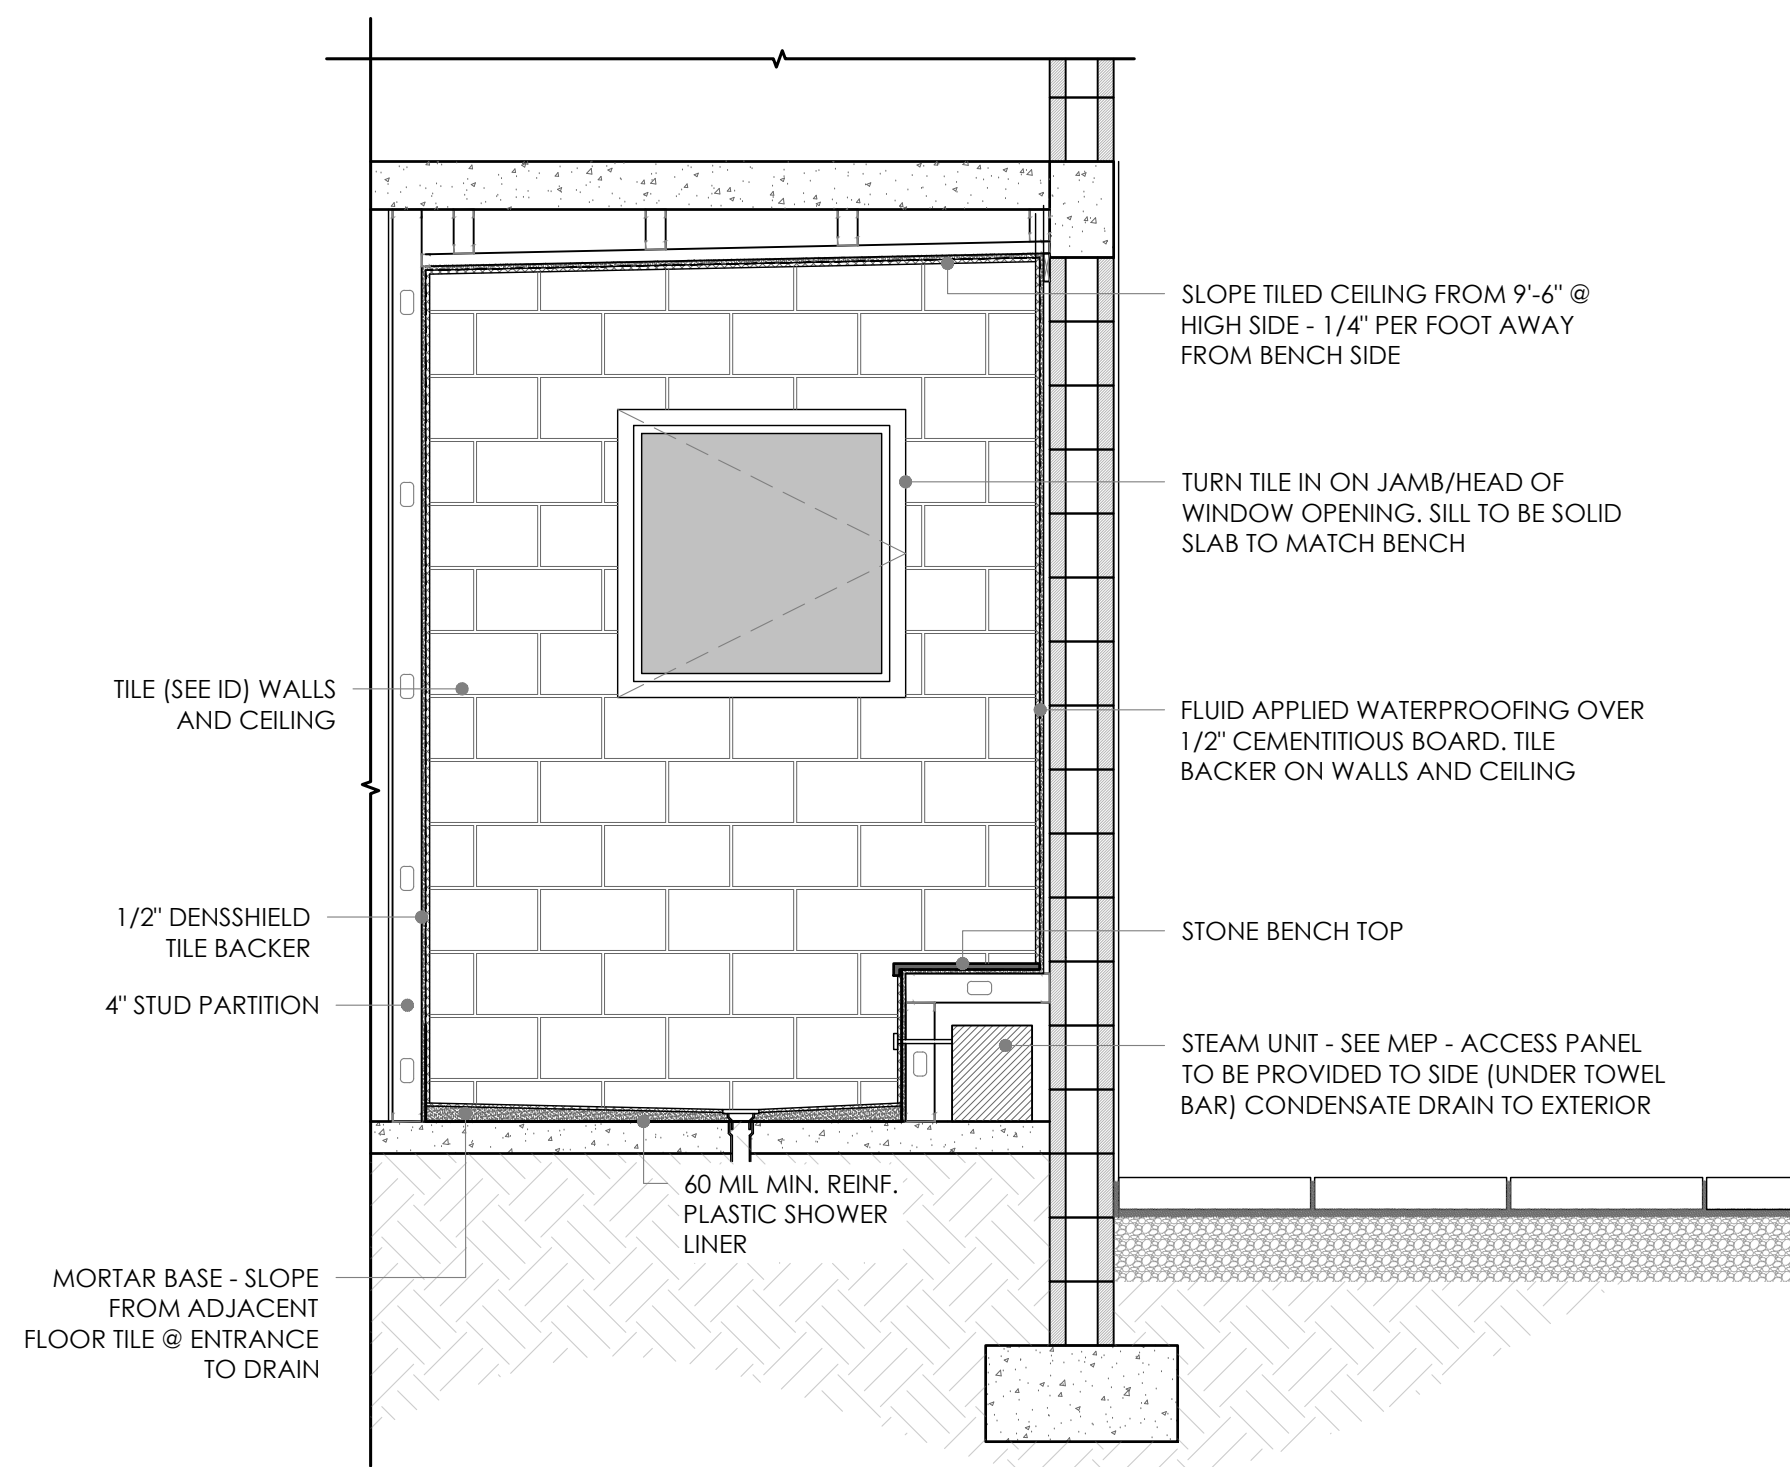 SLOPE TILED CEILING FROM 9'-6" @
HIGH SIDE - 1/4" PER FOOT AWAY
FROM BENCH SIDE
TURN TILE IN ON JAMB/HEAD OF
WINDOW OPENING. SILL TO BE SOLID
SLAB TO MATCH BENCH
TILE (SEE ID) WALLS
AND CEILING
FLUID APPLIED WATERPROOFING OVER
1/2" CEMENTITIOUS BOARD. TILE
BACKER ON WALLS AND CEILING
1/2" DENSSHIELD
TILE BACKER
STONE BENCH TOP
4" STUD PARTITION
STEAM UNIT - SEE MEP - ACCESS PANEL
TO BE PROVIDED TO SIDE (UNDER TOWEL
BAR) CONDENSATE DRAIN TO EXTERIOR
60 MIL MIN. REINF.
PLASTIC SHOWER
LINER
MORTAR BASE - SLOPE
FROM ADJACENT
FLOOR TILE @ ENTRANCE
TO DRAIN